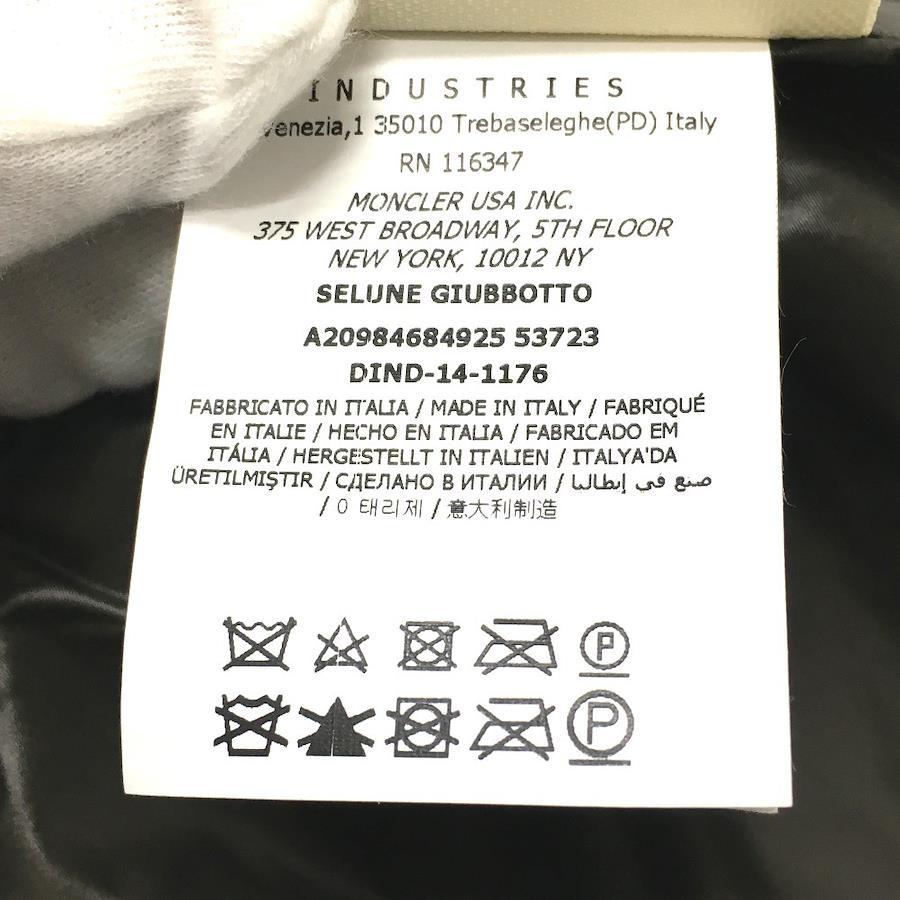 INDUSTRIES
Venezia,1 35010 Trebaseleghe(PD) Italy
RN 116347
MONCLER USA INC.
375 WEST BROADWAY, 5TH FLOOR
NEW YORK, 10012 NY
SELUNE GIUBBOTTO
A20984684925 53723
DIND-14-1176
FABBRICATO IN ITALIA / MADE IN ITALY / FABRIQUÉ
EN ITALIE / HECHO EN ITALIA / FABRICADO EM
ITÁLIA / HERGESTELLT IN ITALIEN / ITALYA'DA
ÜRETILMIŞTIR / СДЕЛАНО В ИТАЛИИ / صنع في إيطاليا
/ 이 태리제 / 意大利制造
P
P